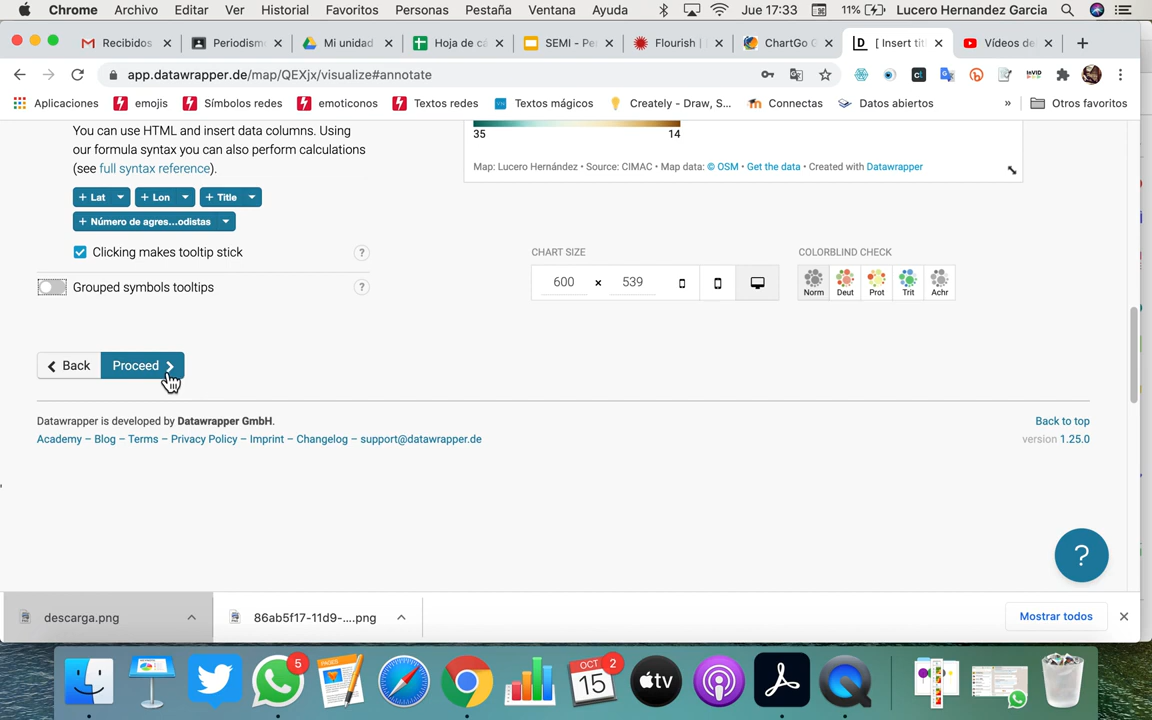 Chrome Archivo Editar Ver Historial Favoritos Personas Pestaña Ventana Ayuda Jue 17:33 11% Lucero Hernandez Garcia
Recibidos Periodism Mi unidad Hoja de cá SEMI - Pe Flourish | ChartGo [ Insert tit Vídeos de
app.datawrapper.de/map/QEXjx/visualize#annotate
Aplicaciones emojis Símbolos redes emoticonos Textos redes Textos mágicos Creately - Draw, S... Connectas Datos abiertos » Otros favoritos
You can use HTML and insert data columns. Using
our formula syntax you can also perform calculations
(see full syntax reference).
+ Lat + Lon + Title
+ Número de agres...odistas
Clicking makes tooltip stick ?
Grouped symbols tooltips ?
35 14
Map: Lucero Hernández • Source: CIMAC • Map data: © OSM • Get the data • Created with Datawrapper
CHART SIZE COLORBLIND CHECK
600 × 539
Norm Deut Prot Trit Achr
Back Proceed
Datawrapper is developed by Datawrapper GmbH.
Academy – Blog – Terms – Privacy Policy – Imprint – Changelog – support@datawrapper.de
Back to top
version 1.25.0
?
descarga.png 86ab5f17-11d9-....png Mostrar todos
5
PAGES
OCT 2
15
tv